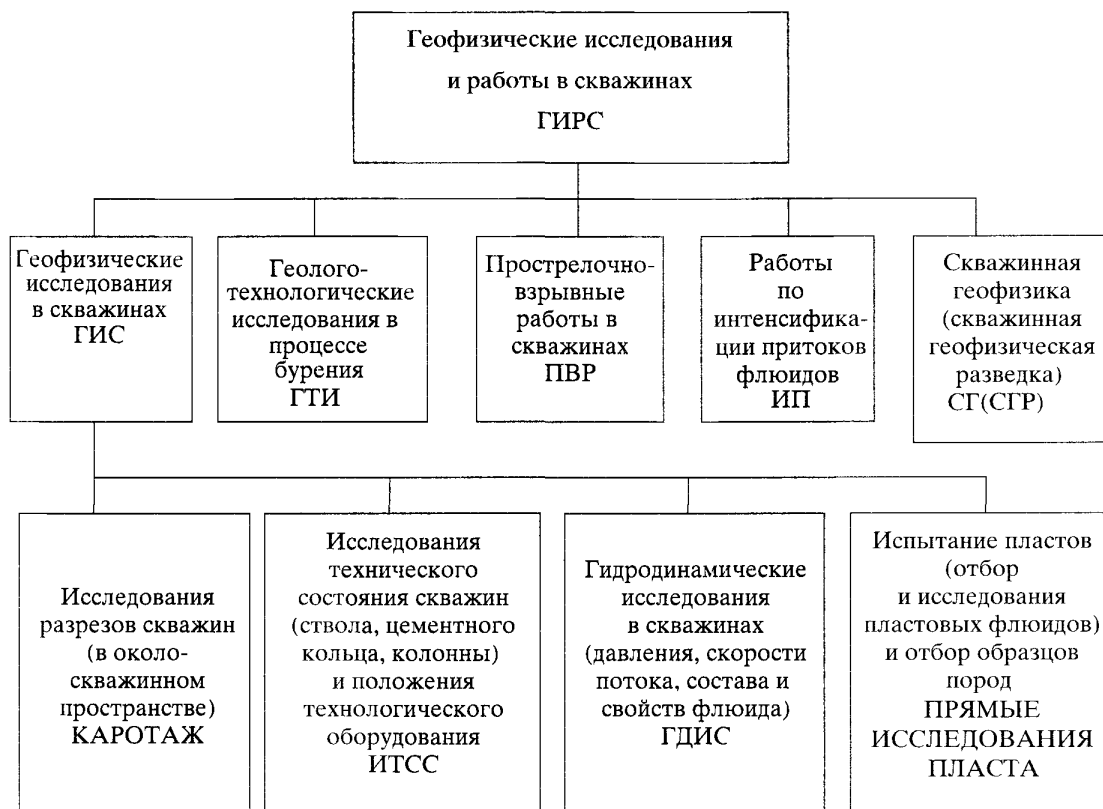 Геофизические исследования
и работы в скважинах
ГИРС
Геофизические
исследования
в скважинах
ГИС
Геолого-
технологические
исследования в
процессе
бурения
ГТИ
Прострелочно-
взрывные
работы в
скважинах
ПВР
Работы
по
интенсифика-
ции притоков
флюидов
ИП
Скважинная
геофизика
(скважинная
геофизическая
разведка)
СГ(СГР)
Исследования
разрезов скважин
(в около-
скважинном
пространстве)
КАРОТАЖ
Исследования
технического
состояния скважин
(ствола, цементного
кольца, колонны)
и положения
технологического
оборудования
ИТСС
Гидродинамические
исследования
в скважинах
(давления, скорости
потока, состава и
свойств флюида)
ГДИС
Испытание пластов
(отбор
и исследования
пластовых флюидов)
и отбор образцов
пород
ПРЯМЫЕ
ИССЛЕДОВАНИЯ
ПЛАСТА